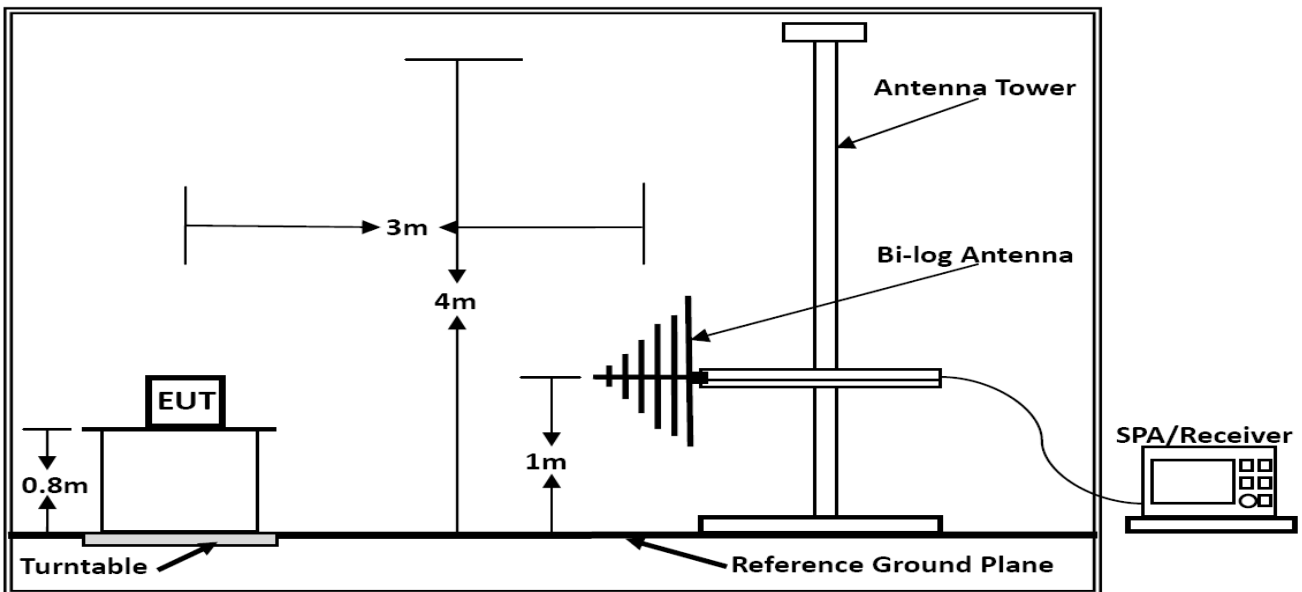 Antenna Tower
3m
Bi-log Antenna
4m
EUT
SPA/Receiver
1m
0.8m
Turntable
Reference Ground Plane